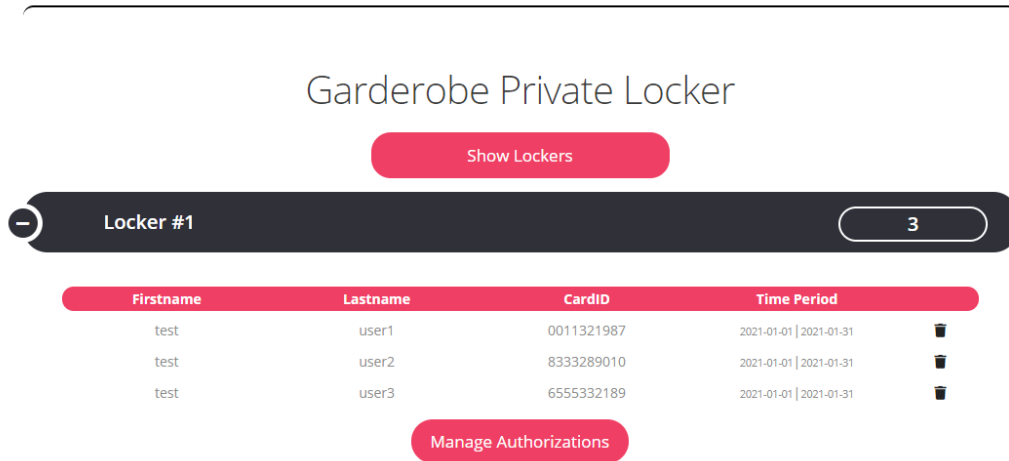 Garderobe Private Locker
Show Lockers
Locker #1 3
Firstname Lastname CardID Time Period
test user1 0011321987 2021-01-01|2021-01-31
test user2 8333289010 2021-01-01|2021-01-31
test user3 6555332189 2021-01-01|2021-01-31
Manage Authorizations